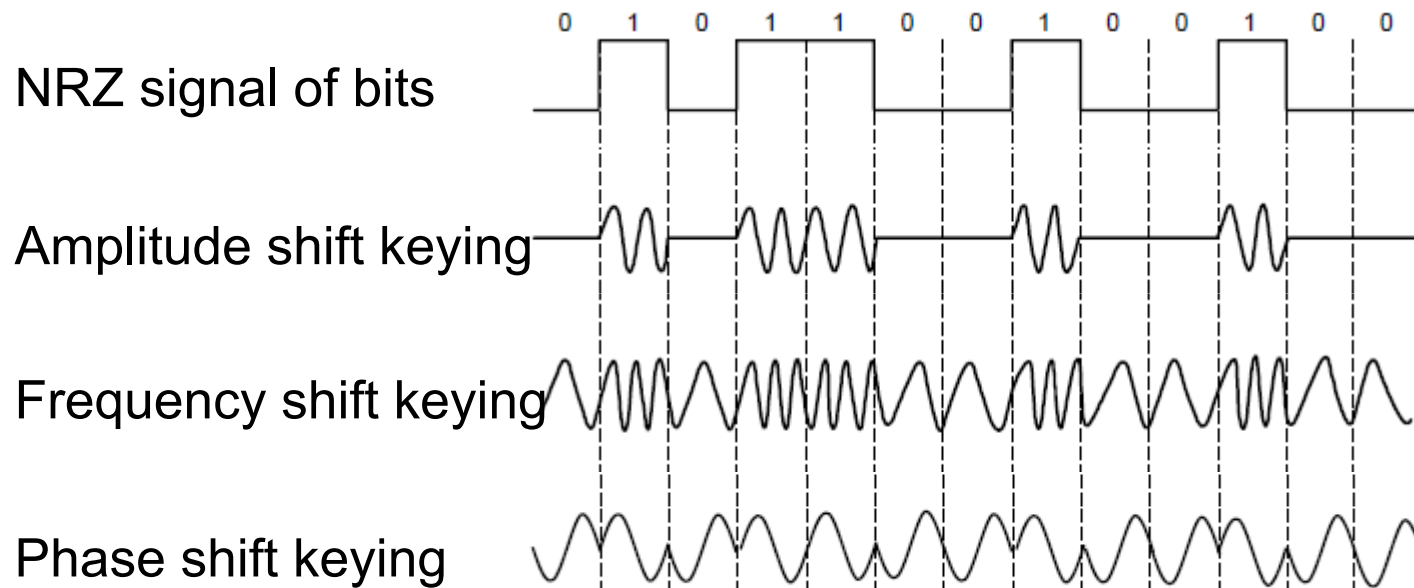 0 1 0 1 1 0 0 1 0 0 1 0 0
NRZ signal of bits
Amplitude shift keying
Frequency shift keying
Phase shift keying